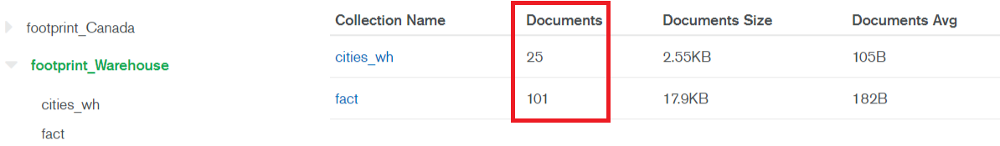 footprint_Canada
footprint_Warehouse
cities_wh
fact
Collection Name Documents Documents Size Documents Avg
cities_wh 25 2.55KB 105B
fact 101 17.9KB 182B